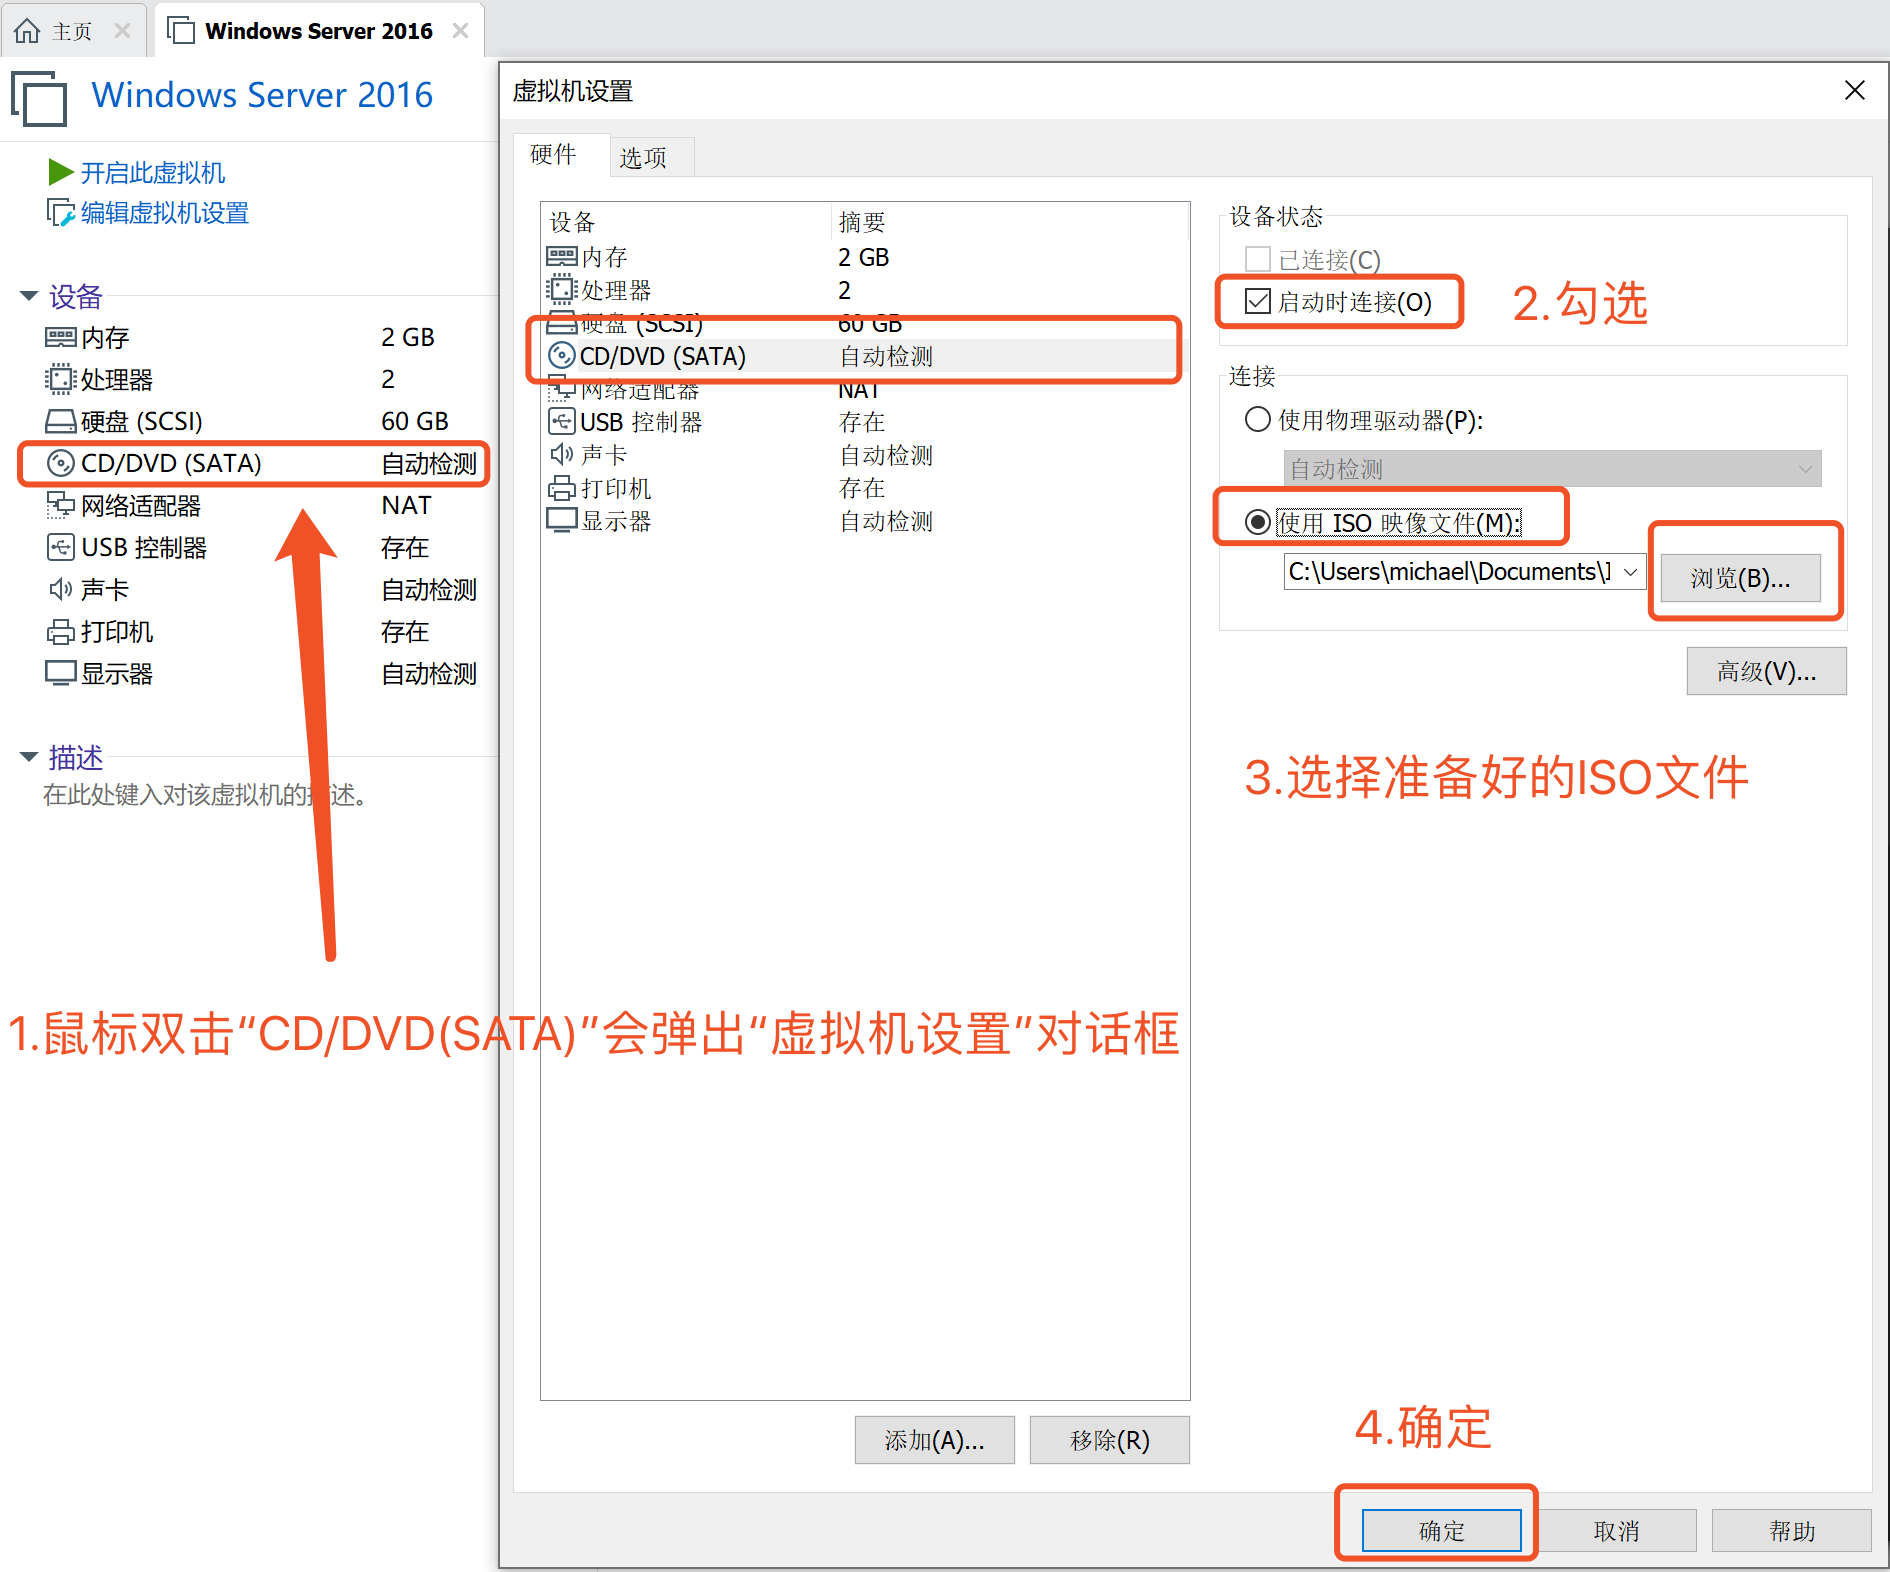 主页
Windows Server 2016
Windows Server 2016
开启此虚拟机
编辑虚拟机设置
设备
内存 2 GB
处理器 2
硬盘 (SCSI) 60 GB
CD/DVD (SATA) 自动检测
网络适配器 NAT
USB 控制器 存在
声卡 自动检测
打印机 存在
显示器 自动检测
描述
在此处键入对该虚拟机的描述。
1.鼠标双击“CD/DVD(SATA)”会弹出“虚拟机设置”对话框
虚拟机设置
硬件 选项
设备 摘要
内存 2 GB
处理器 2
硬盘 (SCSI) 60 GB
CD/DVD (SATA) 自动检测
网络适配器 NAT
USB 控制器 存在
声卡 自动检测
打印机 存在
显示器 自动检测
添加(A)... 移除(R)
设备状态
已连接(C)
启动时连接(O)
2.勾选
连接
使用物理驱动器(P):
自动检测
使用 ISO 映像文件(M):
C:\Users\michael\Documents\
浏览(B)...
高级(V)...
3.选择准备好的ISO文件
4.确定
确定 取消 帮助